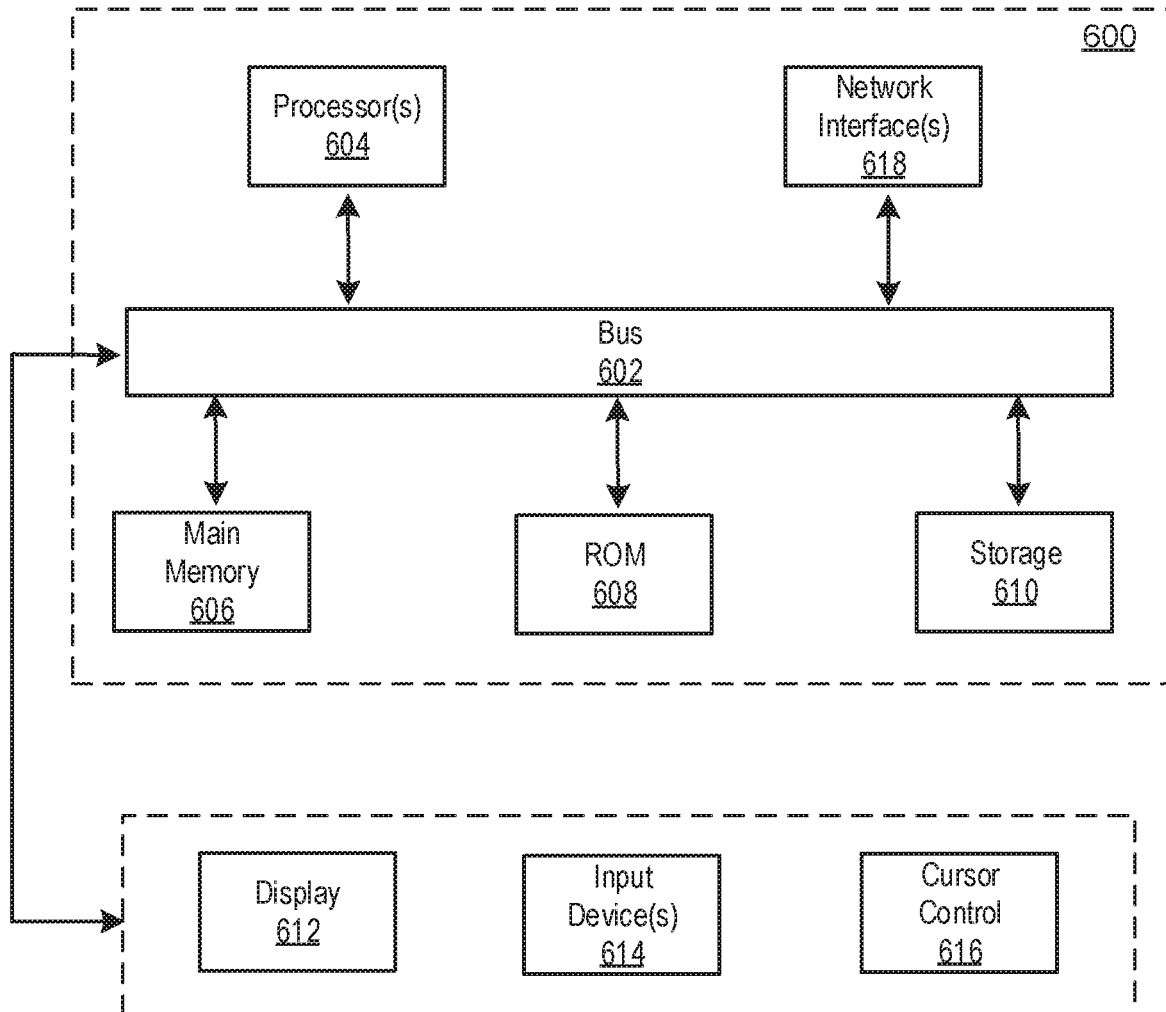 600
Processor(s)
604
Network
Interface(s)
618
Bus
602
Main
Memory
606
ROM
608
Storage
610
Display
612
Input
Device(s)
614
Cursor
Control
616